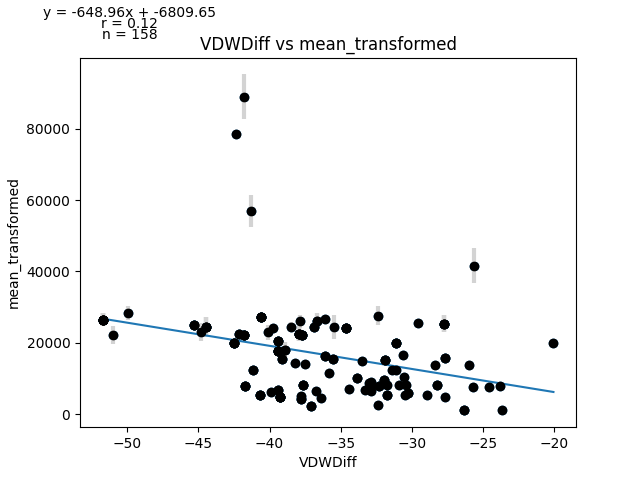 y = -648.96x + -6809.65
r = 0.12
n = 158
VDWDiff vs mean_transformed
mean_transformed
80000
60000
40000
20000
0
−50 −45 −40 −35 −30 −25 −20
VDWDiff